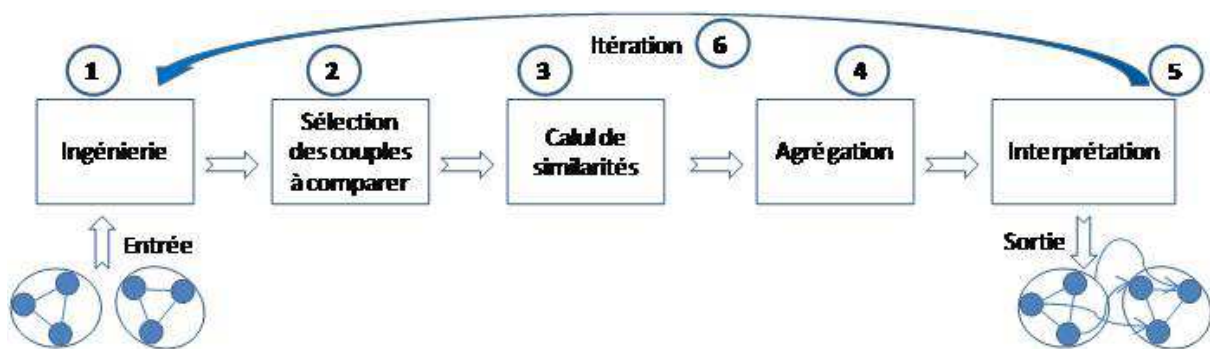 Itération 6
1
2
3
4
5
Ingénierie
Sélection
des couples
à comparer
Calul de
similarités
Agrégation
Interprétation
Entrée
Sortie